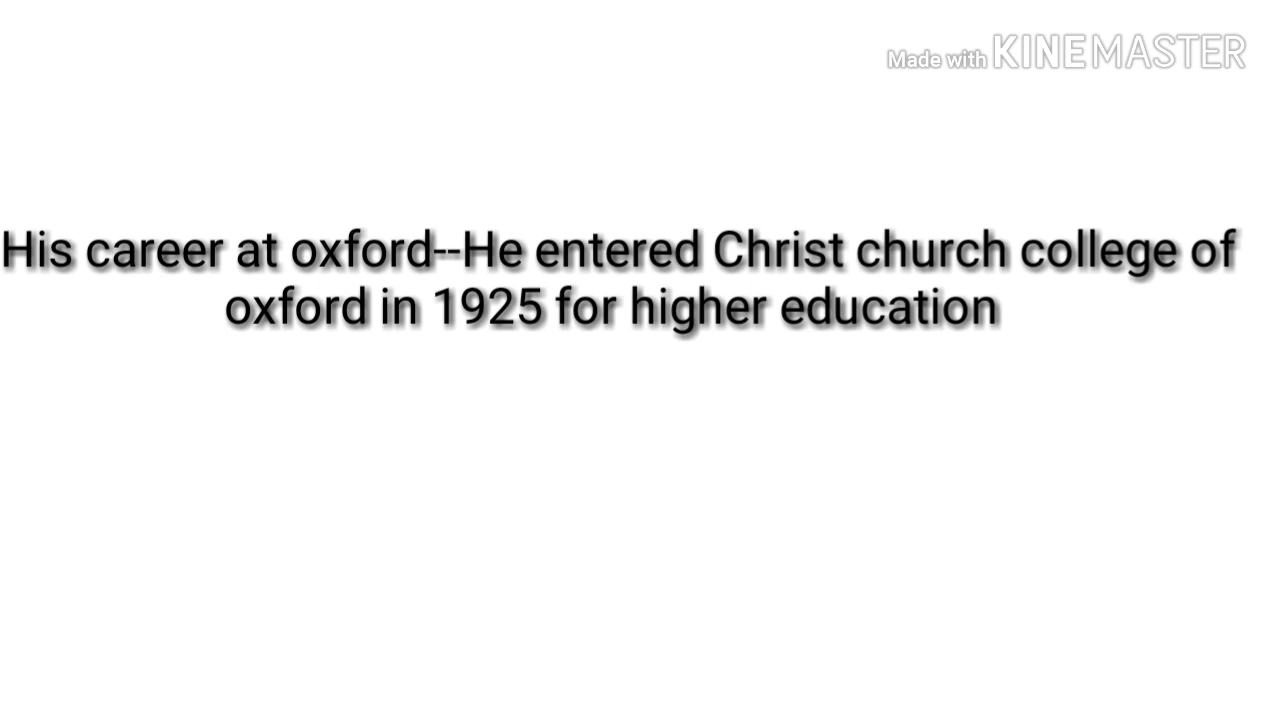 Made with KINEMASTER
His career at oxford--He entered Christ church college of
oxford in 1925 for higher education